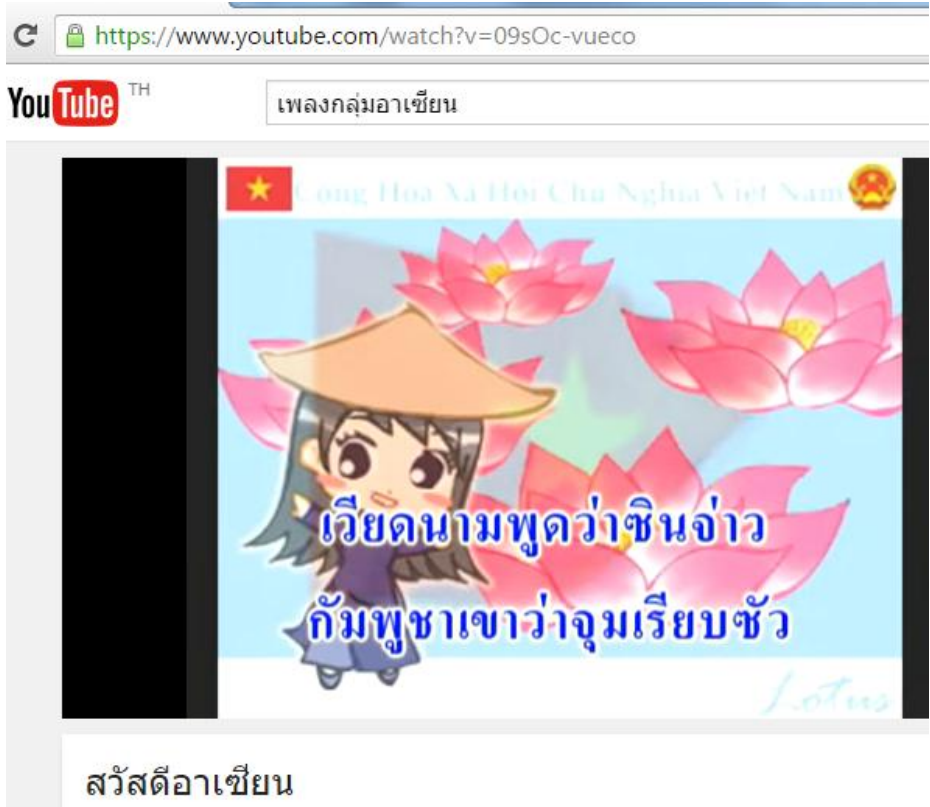 https://www.youtube.com/watch?v=09sOc-vueco
YouTube TH
เพลงกลุ่มอาเซียน
Cong Hoa Xa Hoi Chu Nghia Viet Nam
เวียดนามพูดว่าซินจ่าว
กัมพูชาเขาว่าจุมเรียบซัว
Lotus
สวัสดีอาเซียน